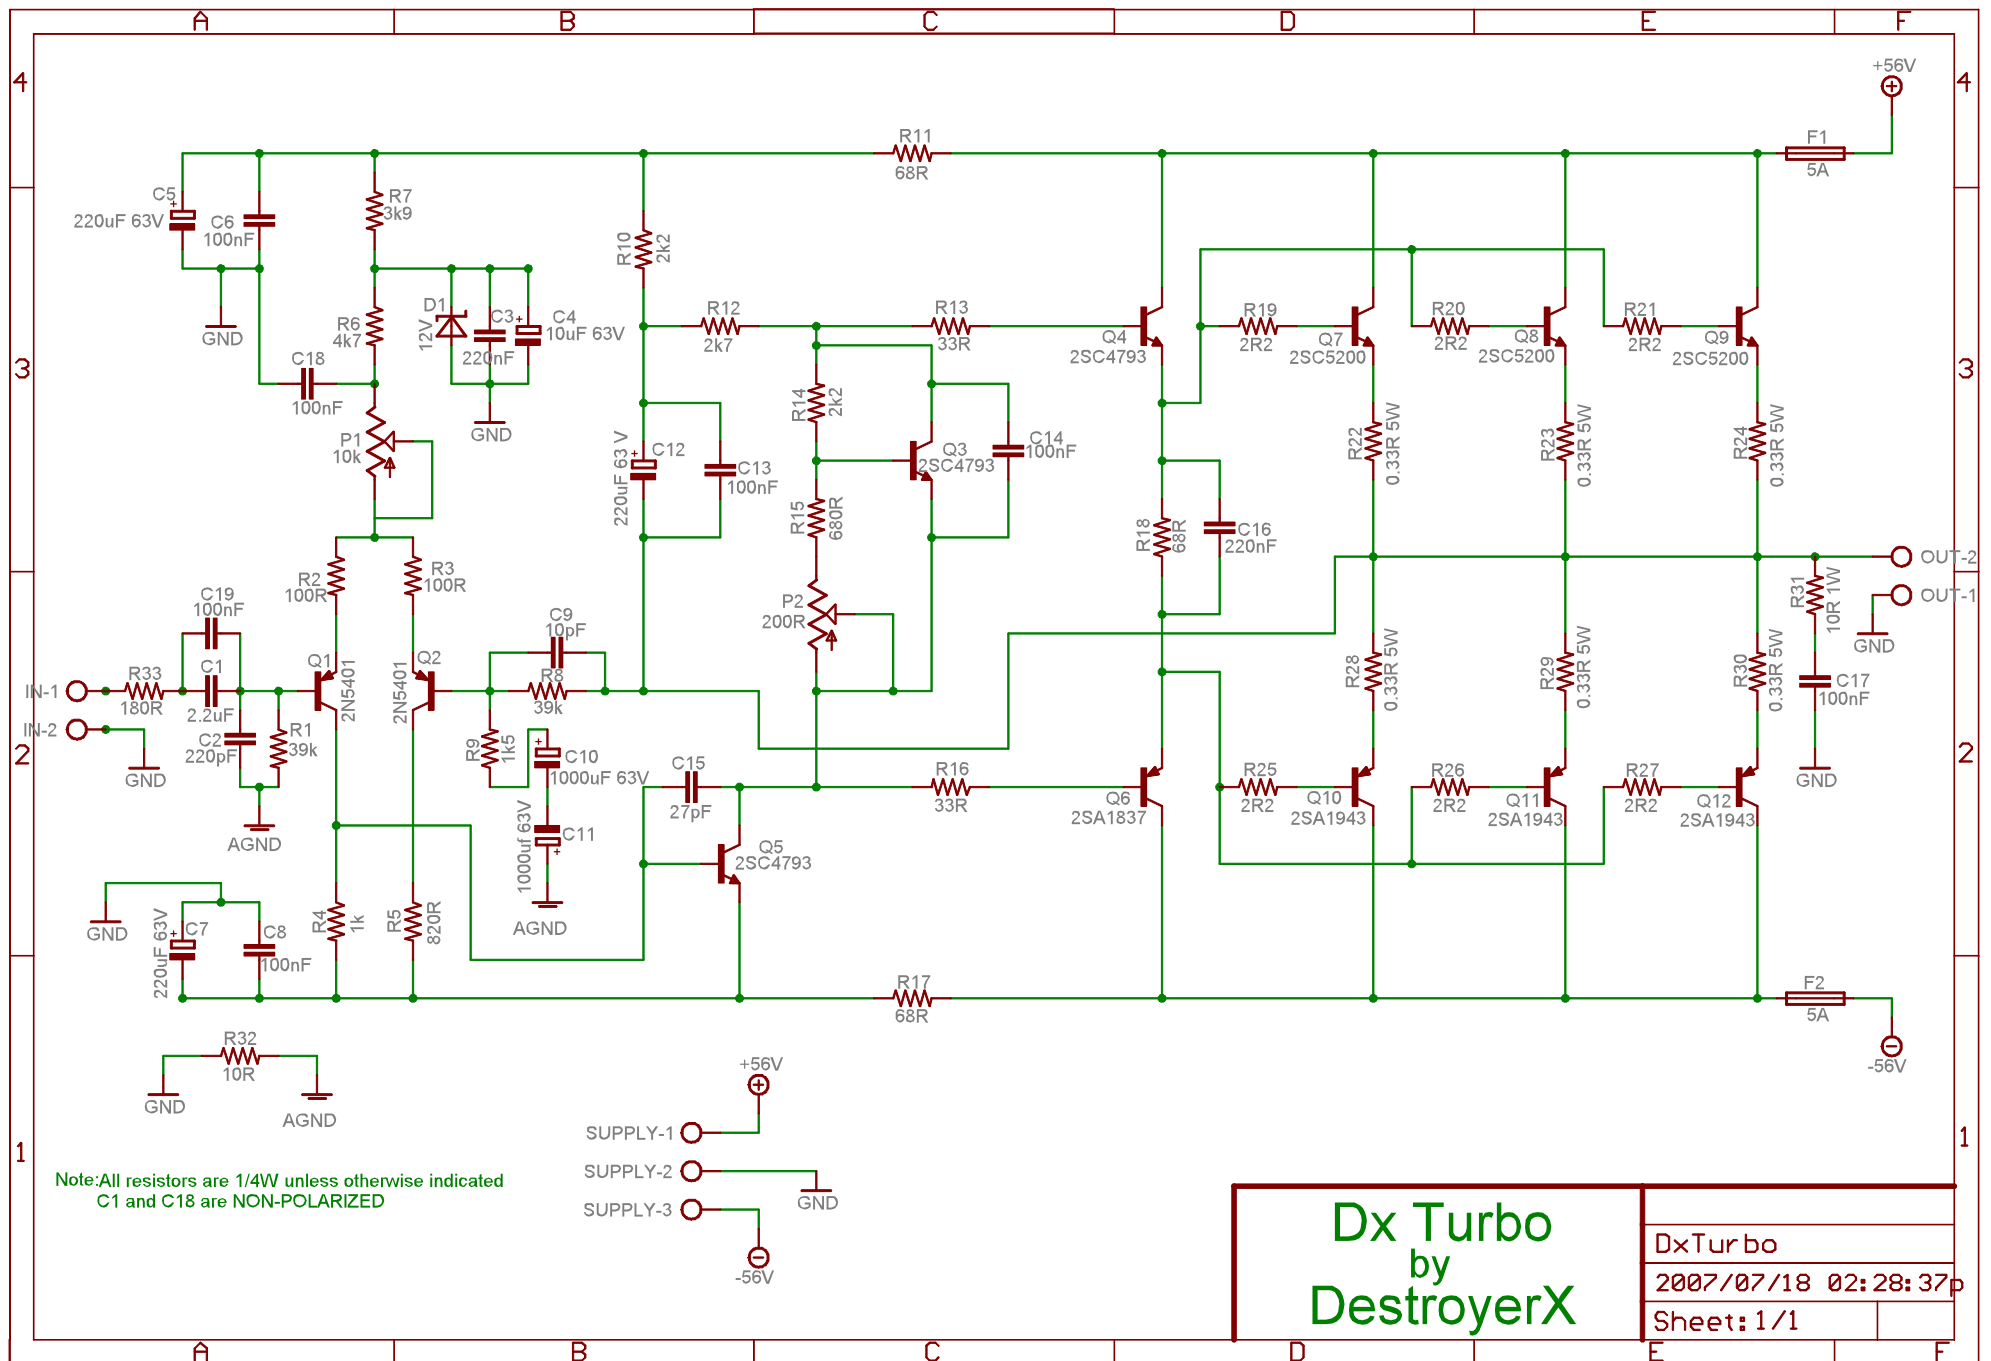 A B C D E F
4 4
3 3
2 2
1 1
+56V
F1
5A
R11
68R
C5
+
220uF 63V
C6
100nF
GND
R7
3k9
R6
4k7
C18
100nF
D1
12V
C3
220nF
+
C4
10uF 63V
GND
P1
10k
R10
2k2
R12
2k7
R13
33R
R14
2k2
R15
680R
P2
200R
+
C12
220uF 63 V
C13
100nF
Q3
2SC4793
C14
100nF
Q4
2SC4793
R19
2R2
Q7
2SC5200
R20
2R2
Q8
2SC5200
R21
2R2
Q9
2SC5200
R22
0.33R 5W
R23
0.33R 5W
R24
0.33R 5W
R18
68R
C16
220nF
OUT-2
OUT-1
GND
R31
10R 1W
C17
100nF
GND
R28
0.33R 5W
R29
0.33R 5W
R30
0.33R 5W
R2
100R
R3
100R
C19
100nF
IN-1
R33
180R
C1
2.2uF
IN-2
GND
C2
220pF
R1
39k
AGND
Q1
2N5401
Q2
2N5401
C9
10pF
R8
39k
R9
1k5
+
C10
1000uF 63V
C11
+
1000uf 63V
AGND
C15
27pF
Q5
2SC4793
R16
33R
Q6
2SA1837
R25
2R2
Q10
2SA1943
R26
2R2
Q11
2SA1943
R27
2R2
Q12
2SA1943
GND
+
C7
220uF 63V
C8
100nF
R4
1k
R5
820R
R17
68R
F2
5A
-56V
R32
10R
GND
AGND
+56V
SUPPLY-1
SUPPLY-2
GND
SUPPLY-3
-56V
Note:All resistors are 1/4W unless otherwise indicated
C1 and C18 are NON-POLARIZED
Dx Turbo
by
DestroyerX
DxTurbo
2007/07/18 02:28:37p
Sheet: 1/1
A B C D E F